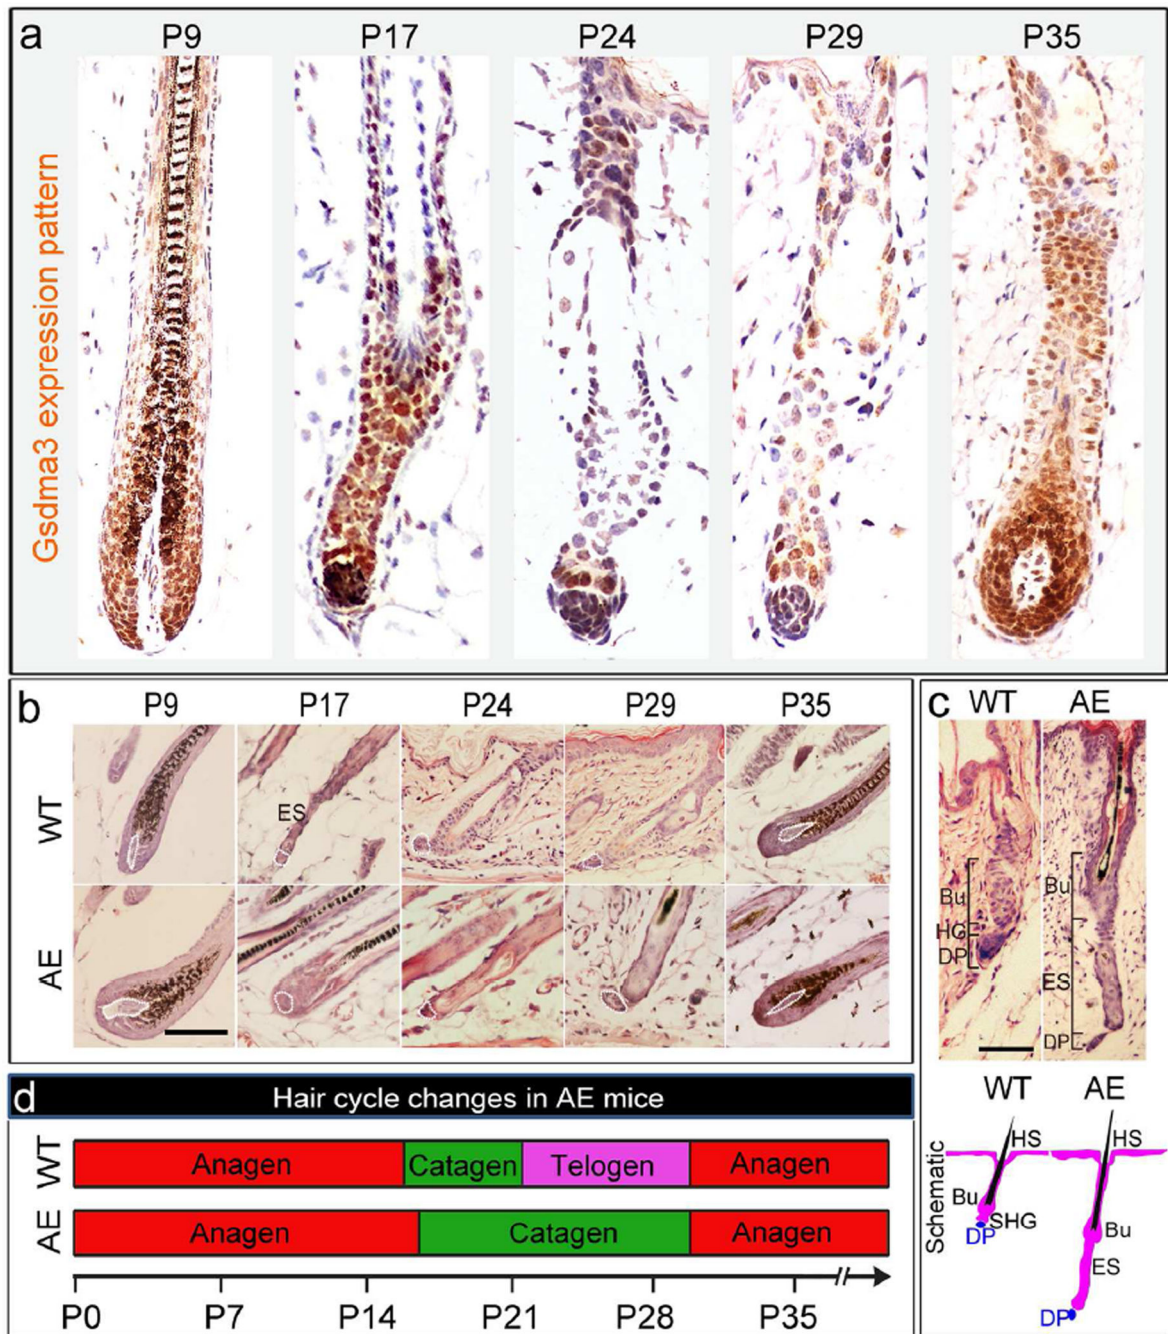 a
P9 P17 P24 P29 P35
Gsdma3 expression pattern
b
P9 P17 P24 P29 P35
WT
ES
AE
c
WT AE
Bu
HG
DP
Bu
ES
DP
WT AE
Schematic
HS
Bu
SHG
DP
HS
Bu
ES
DP
d
Hair cycle changes in AE mice
WT
Anagen Catagen Telogen Anagen
AE
Anagen Catagen Anagen
P0 P7 P14 P21 P28 P35